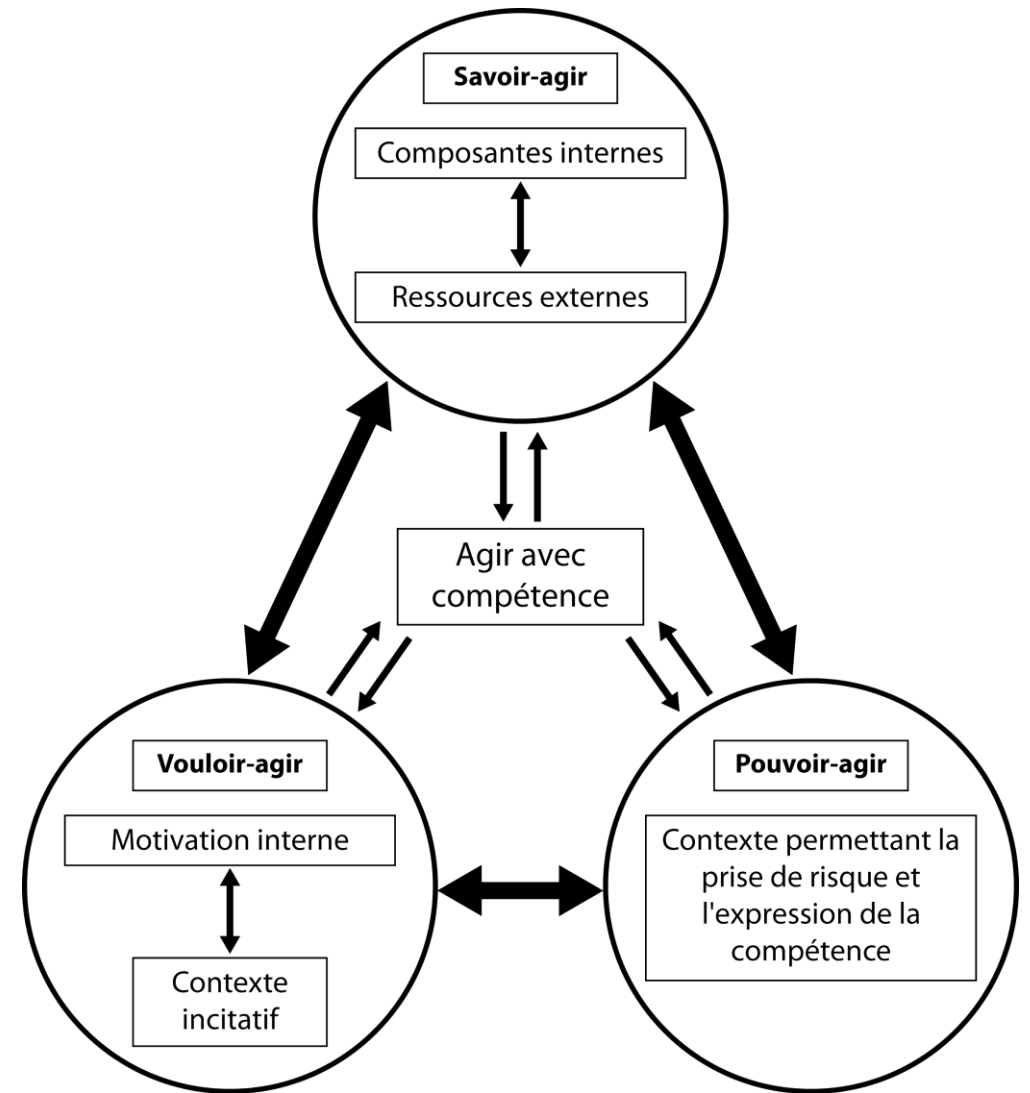 Savoir-agir
Composantes internes
Ressources externes
Agir avec
compétence
Vouloir-agir
Motivation interne
Contexte
incitatif
Pouvoir-agir
Contexte permettant la
prise de risque et
l'expression de la
compétence